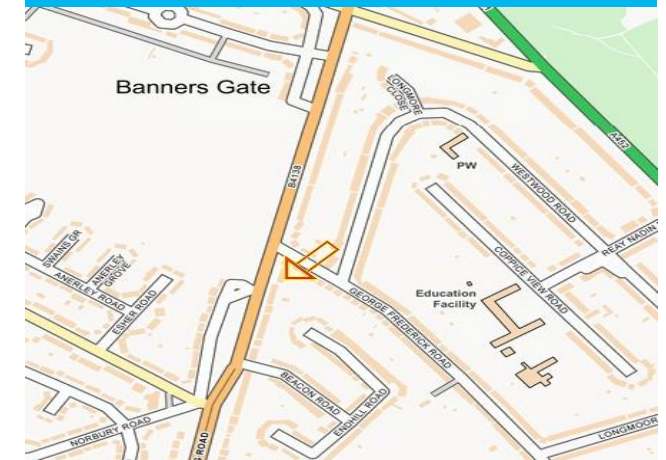 LONGMORE
CLOSE
A452
Banners Gate
B4138
PW
WESTWOOD ROAD
REAY NADIN
SWAINS GR
ANERLEY
GROVE
ANERLEY ROAD
ESHER ROAD
COPPICE VIEW ROAD
Education
Facility
GEORGE FREDERICK ROAD
BEACON ROAD
ENDHILL ROAD
NORBURY ROAD
ROAD
LONGMOOR